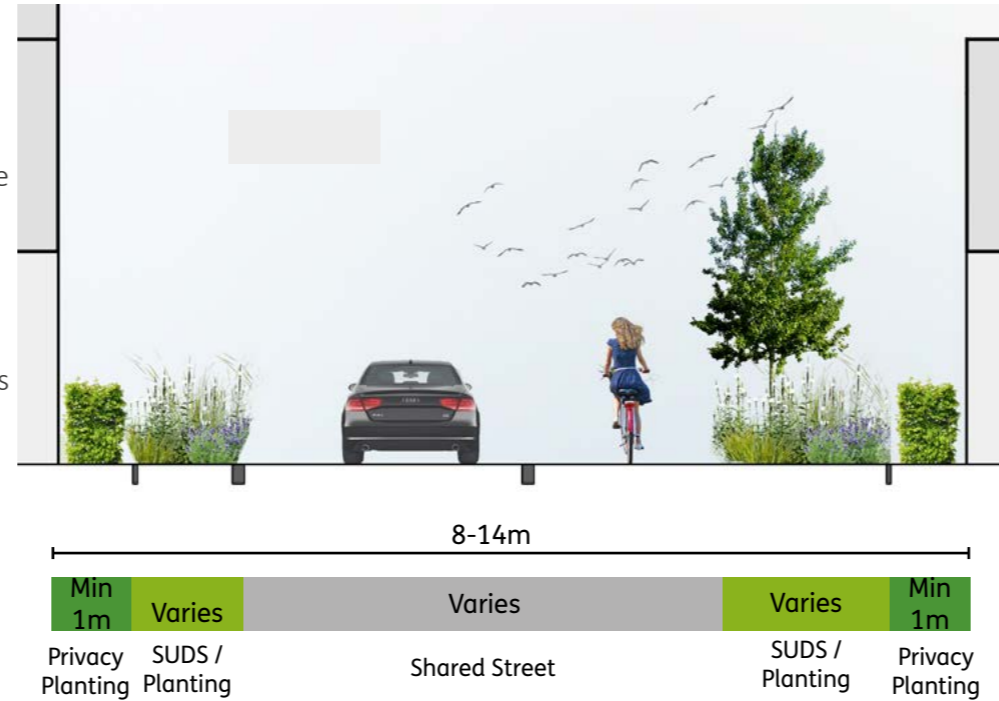 e
s
8-14m
Min
1m
Varies
Varies
Varies
Min
1m
Privacy
Planting
SUDS /
Planting
Shared Street
SUDS /
Planting
Privacy
Planting